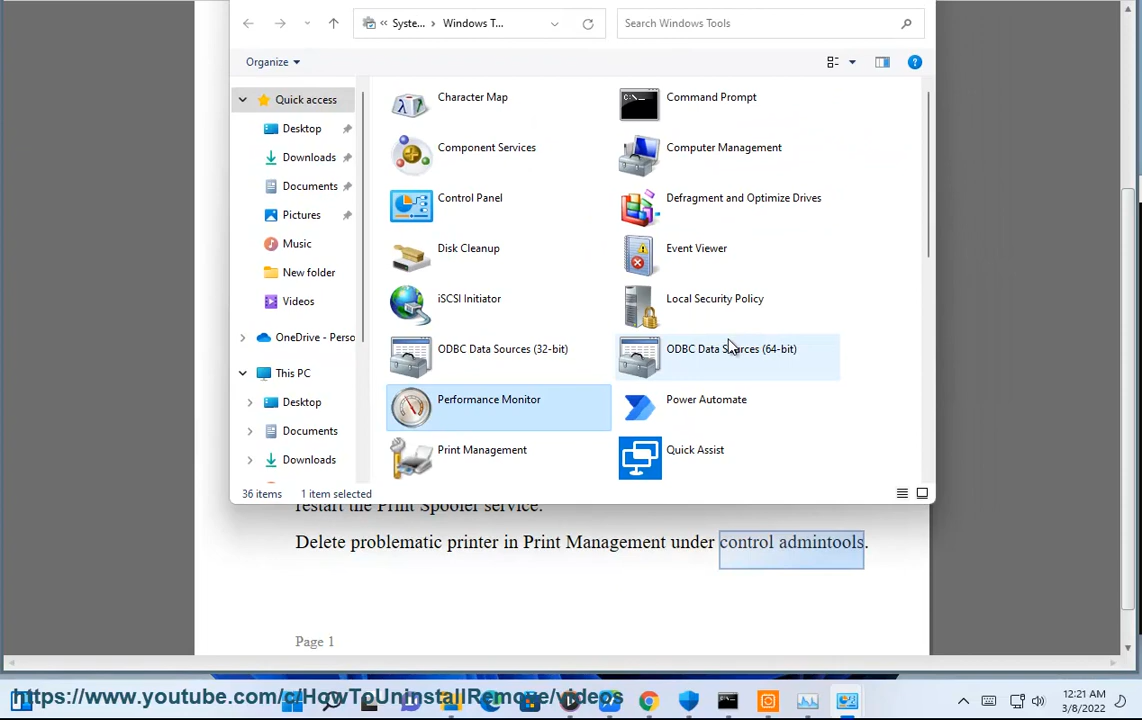 « Syste... › Windows T...
Search Windows Tools
Organize
Quick access
Desktop
Downloads
Documents
Pictures
Music
New folder
Videos
OneDrive - Perso
This PC
Desktop
Documents
Downloads
Character Map
Command Prompt
Component Services
Computer Management
Control Panel
Defragment and Optimize Drives
Disk Cleanup
Event Viewer
iSCSI Initiator
Local Security Policy
ODBC Data Sources (32-bit)
ODBC Data Sources (64-bit)
Performance Monitor
Power Automate
Print Management
Quick Assist
36 items 1 item selected
restart the Print Spooler service.
Delete problematic printer in Print Management under control admintools.
Page 1
https://www.youtube.com/c/HowToUninstallRemove/videos
12:21 AM
3/8/2022